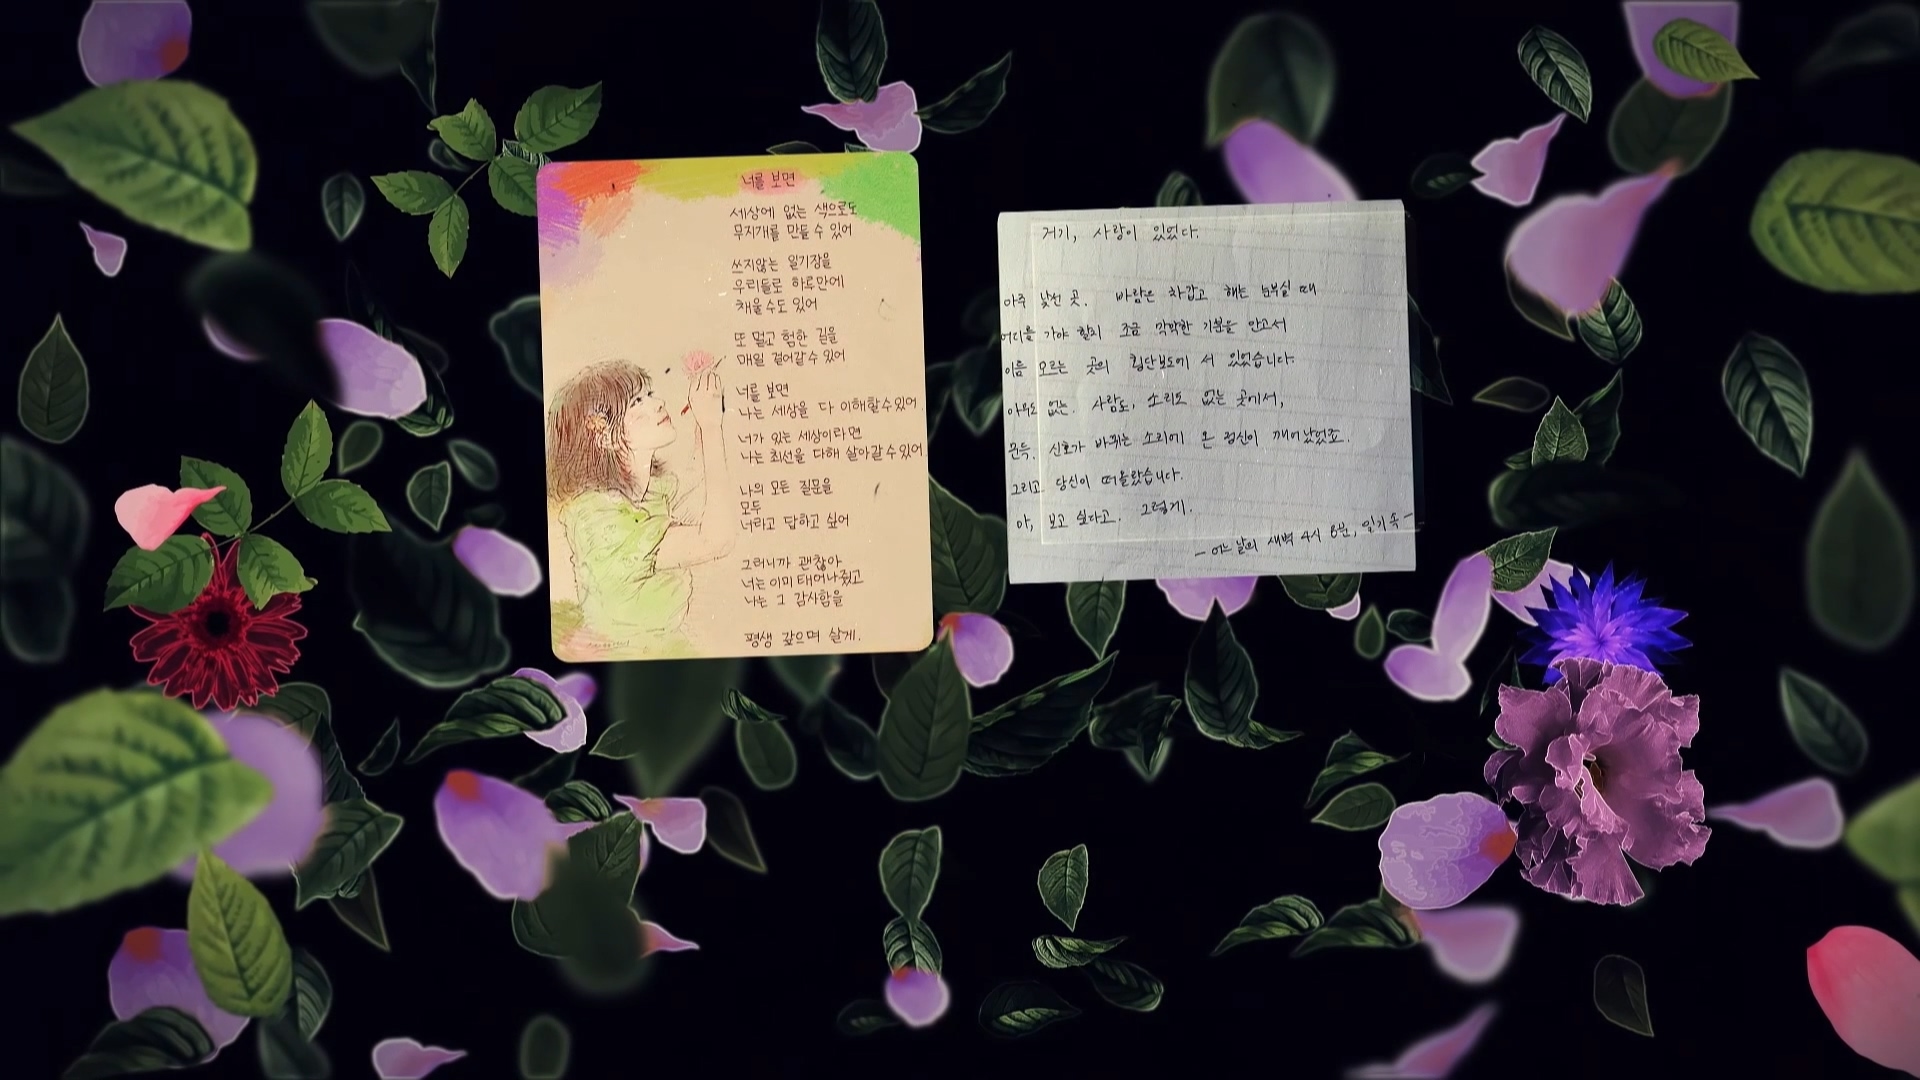 너를 보면
세상에 없는 색으로도
무지개를 만들 수 있어
쓰지않는 일기장을
우리들로 하루만에
채울수도 있어
또 멀고 험한 길을
매일 걸어갈수 있어
너를 보면
나는 세상을 다 이해할수있어
너가 있는 세상이라면
나는 최선을 다해 살아갈수있어
나의 모든 질문을
모두
너라고 답하고 싶어
그러니까 괜찮아
너는 이미 태어나줬고
나는 그 감사함을
평생 갚으며 살게.
거기, 사랑이 있었다.
아주 낯선 곳. 바람은 차갑고 해는 눈부실 때
어디를 가야 할지 조금 막막한 기분을 안고서
이름 모르는 곳의 횡단보도에 서 있었습니다.
아무도 없는. 사람도, 소리도 없는 곳에서,
문득. 신호가 바뀌는 소리에 온 정신이 깨어났었죠.
그리고 당신이 떠올랐습니다.
아, 보고 싶다고. 그렇게.
- 어느 날의 새벽 4시 8분, 일기 속 -